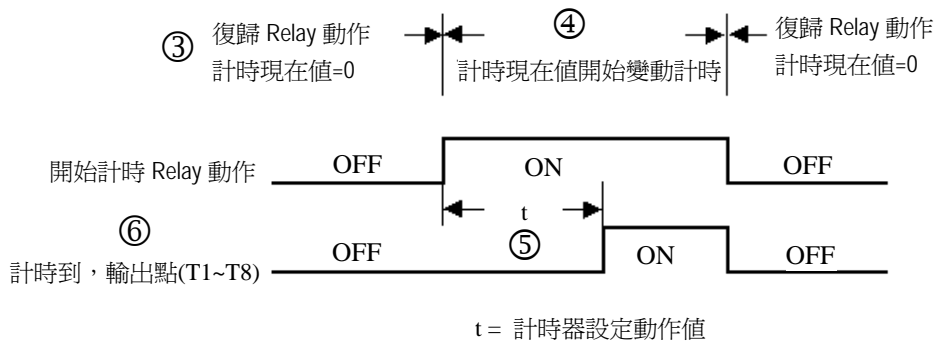 ③ 復歸 Relay 動作
計時現在值=0
④
計時現在值開始變動計時
復歸 Relay 動作
計時現在值=0
開始計時 Relay 動作
OFF
ON
OFF
t
⑤
⑥
計時到，輸出點(T1~T8)
OFF
ON
OFF
t = 計時器設定動作值